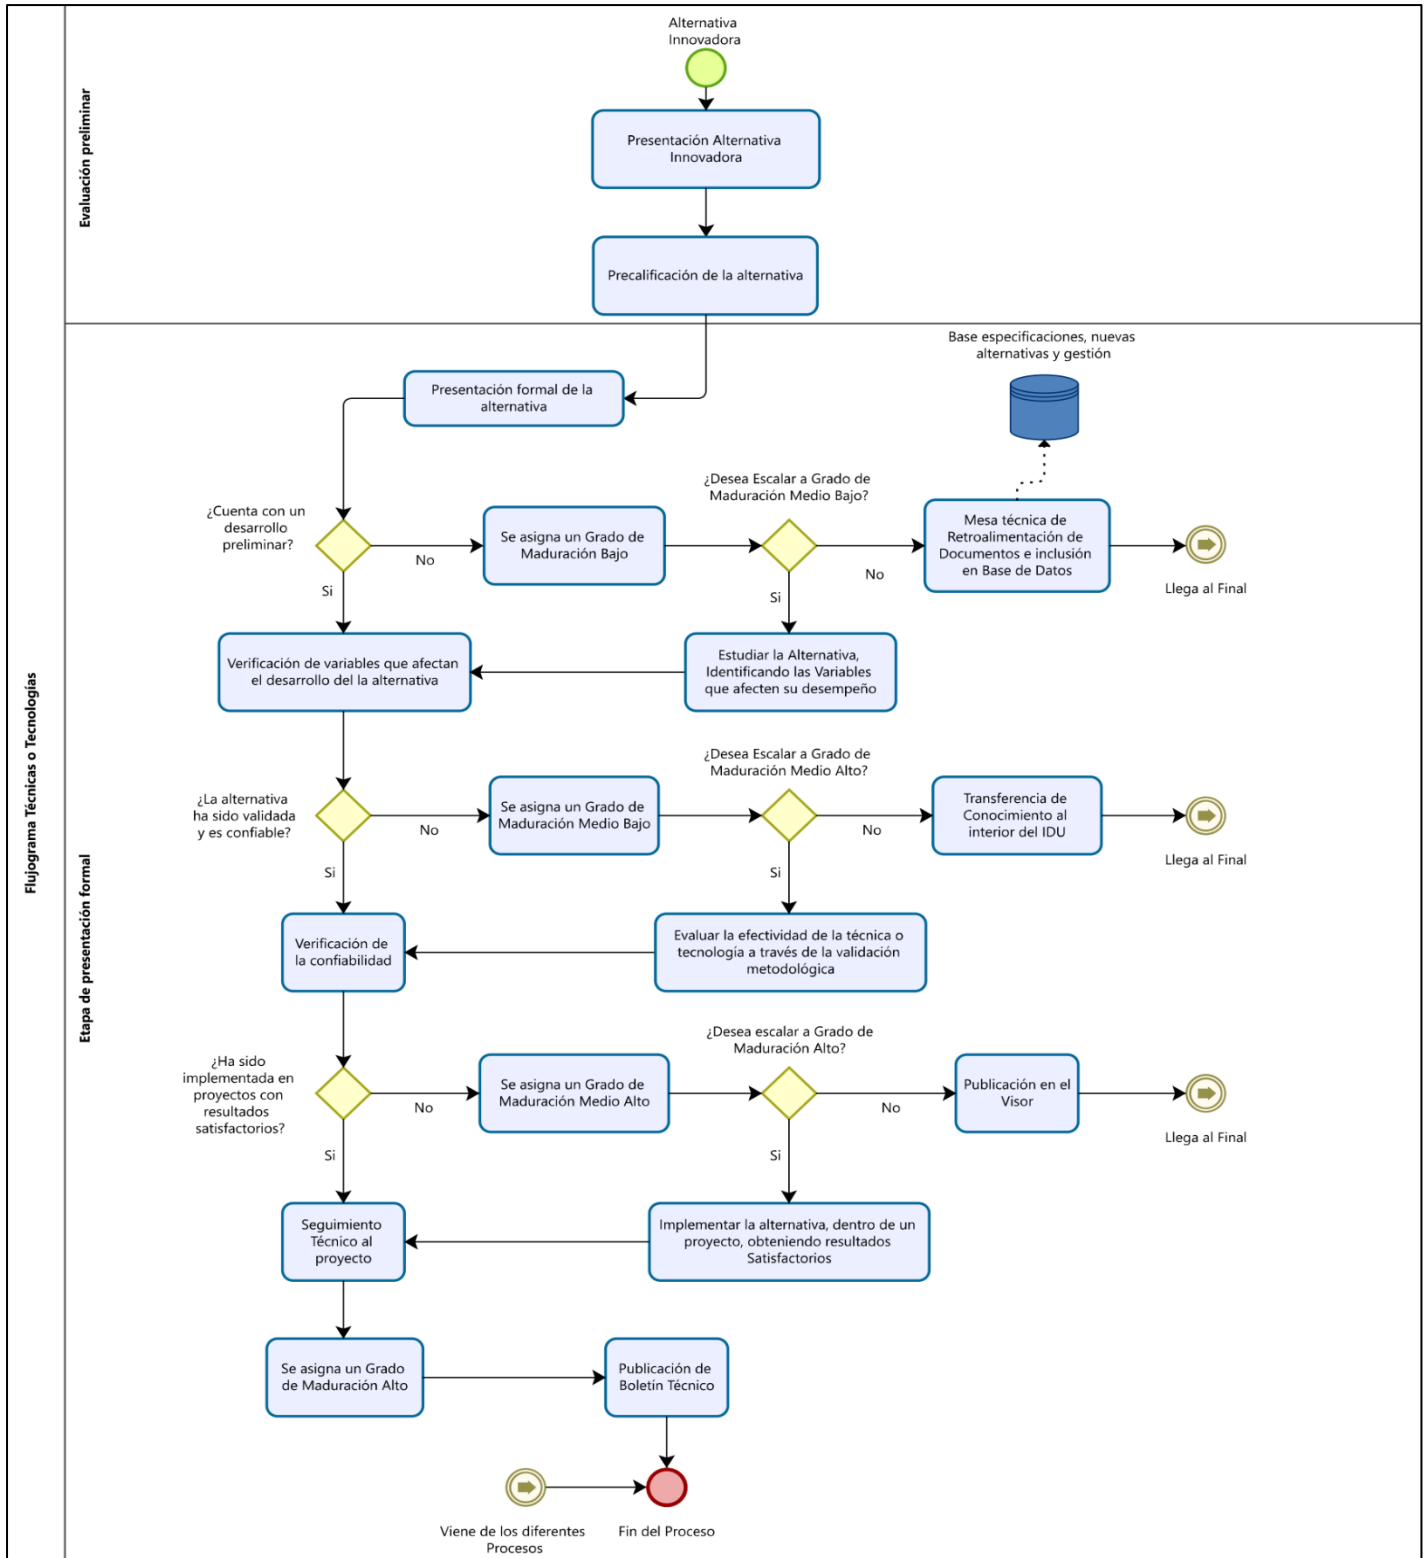 Flujograma Técnicas o Tecnologías
Evaluación preliminar
Alternativa
Innovadora
Presentación Alternativa
Innovadora
Precalificación de la alternativa
Etapa de presentación formal
Base especificaciones, nuevas
alternativas y gestión
Presentación formal de la
alternativa
¿Cuenta con un
desarrollo
preliminar?
No
Si
Se asigna un Grado de
Maduración Bajo
¿Desea Escalar a Grado de
Maduración Medio Bajo?
No
Si
Mesa técnica de
Retroalimentación de
Documentos e inclusión
en Base de Datos
Llega al Final
Verificación de variables que afectan
el desarrollo del la alternativa
Estudiar la Alternativa,
Identificando las Variables
que afecten su desempeño
¿La alternativa
ha sido validada
y es confiable?
No
Si
Se asigna un Grado de
Maduración Medio Bajo
¿Desea Escalar a Grado de
Maduración Medio Alto?
No
Si
Transferencia de
Conocimiento al
interior del IDU
Llega al Final
Verificación de
la confiabilidad
Evaluar la efectividad de la técnica o
tecnología a través de la validación
metodológica
¿Ha sido
implementada en
proyectos con
resultados
satisfactorios?
No
Si
Se asigna un Grado de
Maduración Medio Alto
¿Desea escalar a Grado de
Maduración Alto?
No
Si
Publicación en el
Visor
Llega al Final
Seguimiento
Técnico al
proyecto
Implementar la alternativa, dentro de un
proyecto, obteniendo resultados
Satisfactorios
Se asigna un Grado
de Maduración Alto
Publicación de
Boletín Técnico
Viene de los diferentes
Procesos
Fin del Proceso